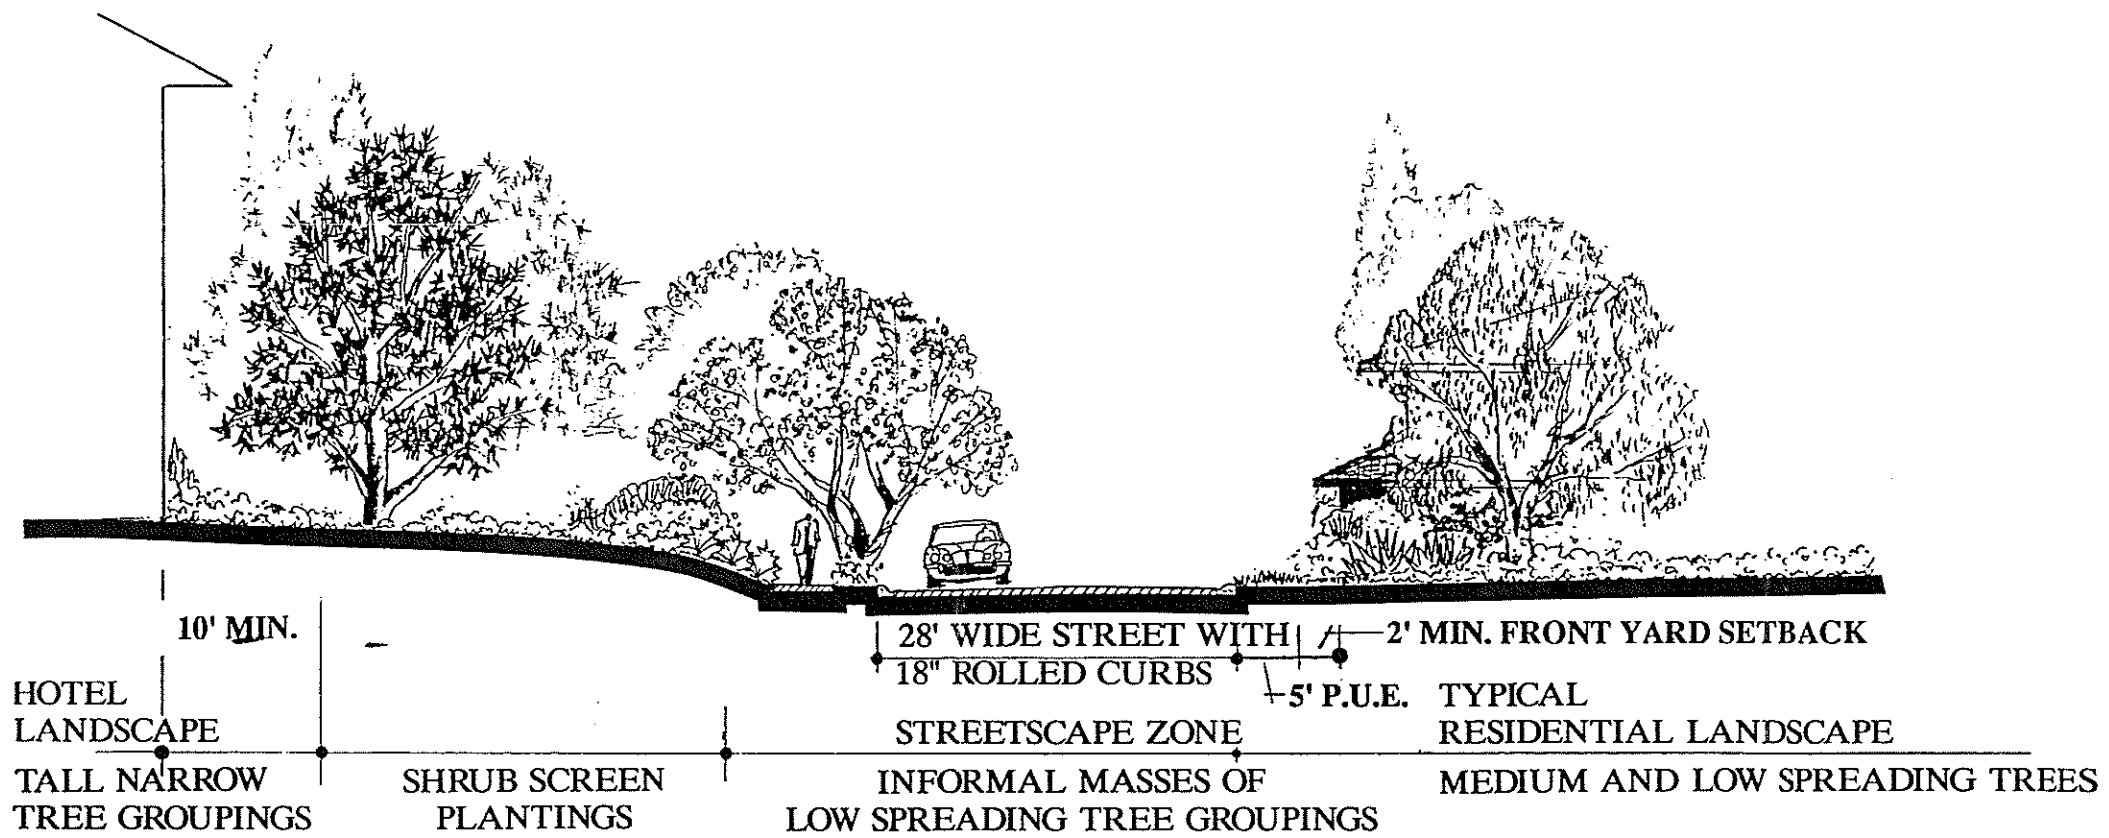 10' MIN.
28' WIDE STREET WITH
18" ROLLED CURBS
2' MIN. FRONT YARD SETBACK
5' P.U.E.
HOTEL
LANDSCAPE
STREETSCAPE ZONE
TYPICAL
RESIDENTIAL LANDSCAPE
TALL NARROW
TREE GROUPINGS
SHRUB SCREEN
PLANTINGS
INFORMAL MASSES OF
LOW SPREADING TREE GROUPINGS
MEDIUM AND LOW SPREADING TREES